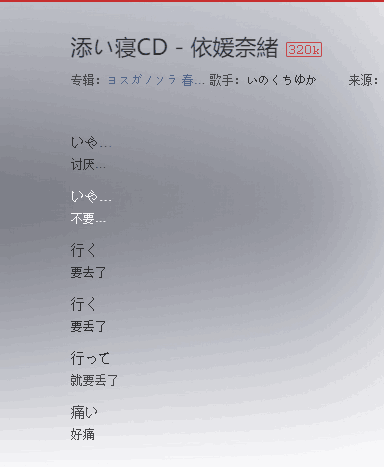 添い寝CD - 依媛奈緒 320k
专辑：ヨスガノソラ 春... 歌手：いのくちゆか 来源：
いや...
讨厌...
いや...
不要...
行く
要去了
行く
要丢了
行って
就要丢了
痛い
好痛